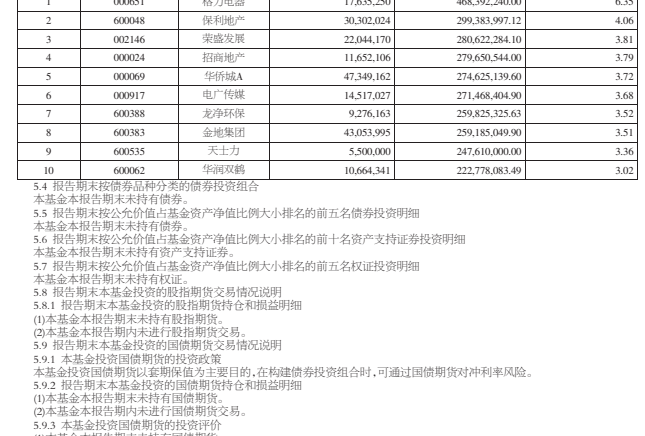 1 000651 格力电器 17,635,250 468,392,240.00 6.35
2 600048 保利地产 30,302,024 299,383,997.12 4.06
3 002146 荣盛发展 22,044,170 280,622,284.10 3.81
4 000024 招商地产 11,652,106 279,650,544.00 3.79
5 000069 华侨城A 47,349,162 274,625,139.60 3.72
6 000917 电广传媒 14,517,027 271,468,404.90 3.68
7 600388 龙净环保 9,276,163 259,825,325.63 3.52
8 600383 金地集团 43,053,995 259,185,049.90 3.51
9 600535 天士力 5,500,000 247,610,000.00 3.36
10 600062 华润双鹤 10,664,341 222,778,083.49 3.02
5.4 报告期末按债券品种分类的债券投资组合
本基金本报告期末未持有债券。
5.5 报告期末按公允价值占基金资产净值比例大小排名的前五名债券投资明细
本基金本报告期末未持有债券。
5.6 报告期末按公允价值占基金资产净值比例大小排名的前十名资产支持证券投资明细
本基金本报告期末未持有资产支持证券。
5.7 报告期末按公允价值占基金资产净值比例大小排名的前五名权证投资明细
本基金本报告期末未持有权证。
5.8 报告期末本基金投资的股指期货交易情况说明
5.8.1 报告期末本基金投资的股指期货持仓和损益明细
(1)本基金本报告期末未持有股指期货。
(2)本基金本报告期内未进行股指期货交易。
5.9 报告期末本基金投资的国债期货交易情况说明
5.9.1 本基金投资国债期货的投资政策
本基金投资国债期货以套期保值为主要目的,在构建债券投资组合时,可通过国债期货对冲利率风险。
5.9.2 报告期末本基金投资的国债期货持仓和损益明细
(1)本基金本报告期末未持有国债期货。
(2)本基金本报告期内未进行国债期货交易。
5.9.3 本基金投资国债期货的投资评价